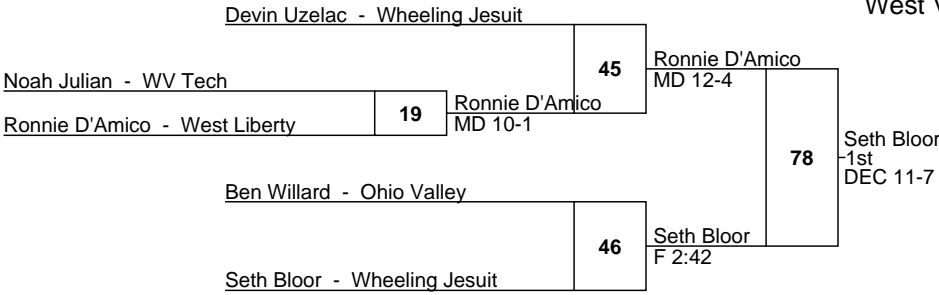 West V
Devin Uzelac - Wheeling Jesuit
45
Ronnie D'Amico
MD 12-4
Noah Julian - WV Tech
19
Ronnie D'Amico
MD 10-1
Ronnie D'Amico - West Liberty
78
Seth Bloor
1st
DEC 11-7
Ben Willard - Ohio Valley
46
Seth Bloor
F 2:42
Seth Bloor - Wheeling Jesuit